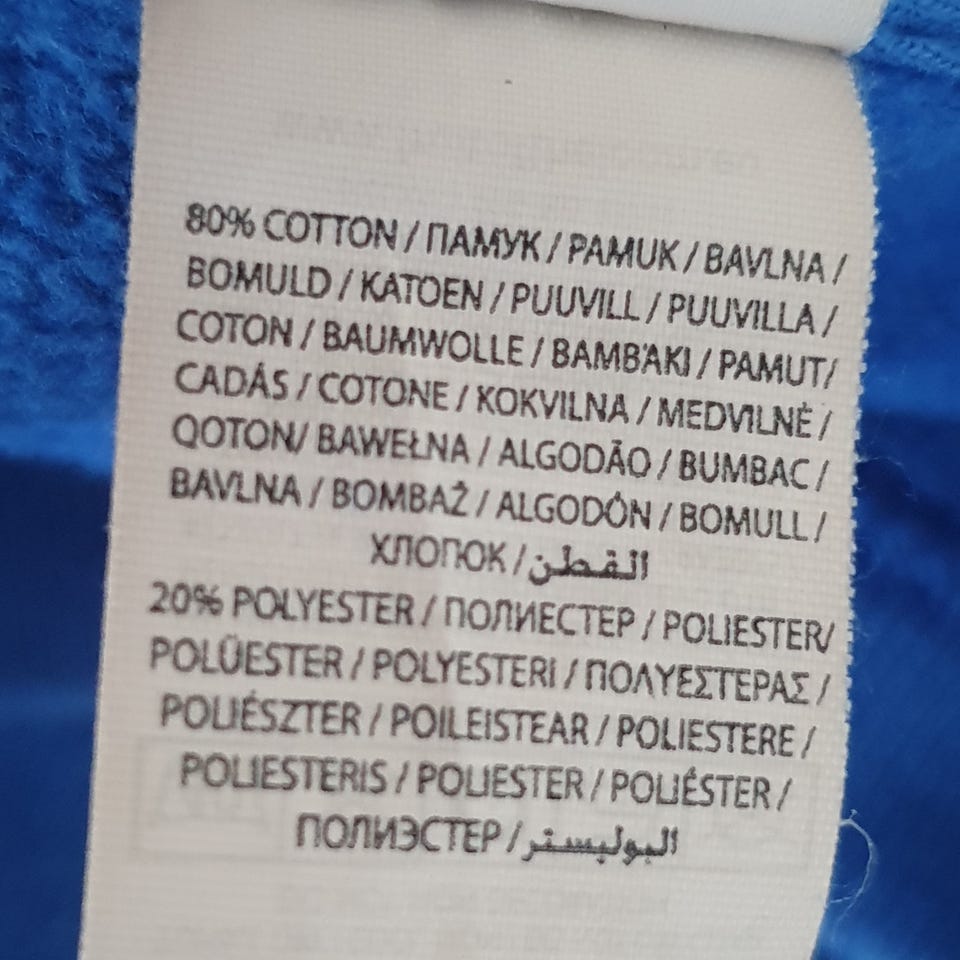 80% COTTON / ПАМУК / PAMUK / BAVLNA /
BOMULD / KATOEN / PUUVILL / PUUVILLA /
COTON / BAUMWOLLE / BAMBÁKI / PAMUT/
CADÁS / COTONE / KOKVILNA / MEDVILNĖ /
QOTON/ BAWEŁNA / ALGODÃO / BUMBAC /
BAVLNA / BOMBAŽ / ALGODÓN / BOMULL /
ХЛОПОК / القطن
20% POLYESTER / ПОЛИЕСТЕР / POLIESTER/
POLÜESTER / POLYESTERI / ΠΟΛΥΕΣΤΕΡΑΣ /
POLIÉSZTER / POILEISTEAR / POLIESTERE /
POLIESTERIS / POLIESTER / POLIÉSTER /
ПОЛИЭСТЕР / البوليستر